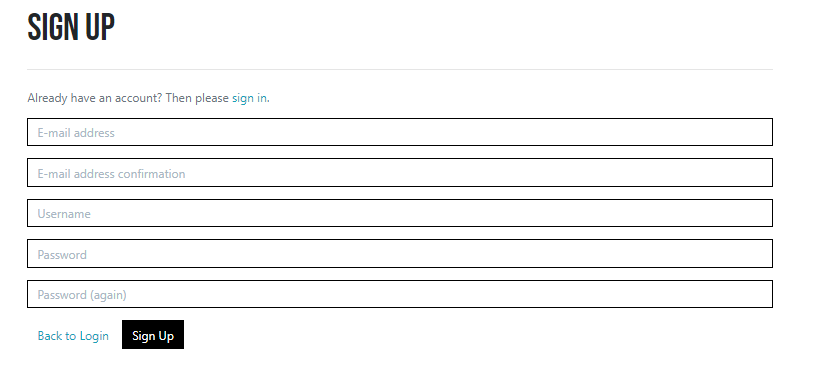 SIGN UP
Already have an account? Then please sign in.
E-mail address
E-mail address confirmation
Username
Password
Password (again)
Back to Login Sign Up